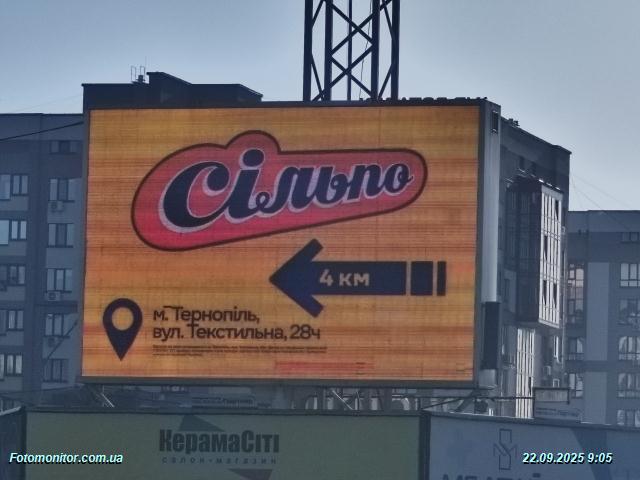 Сільпо
4 км
м. Тернопіль,
вул. Текстильна, 28ч
КерамаСіті
салон-магазин
Fotomonitor.com.ua
22.09.2025 9:05